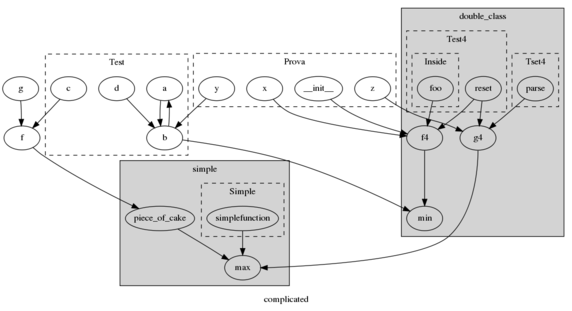 double_class
Test4
Test
Prova
Inside
Tset4
g
c
d
a
y
x
__init__
z
foo
reset
parse
f
b
f4
g4
simple
Simple
piece_of_cake
simplefunction
min
max
complicated